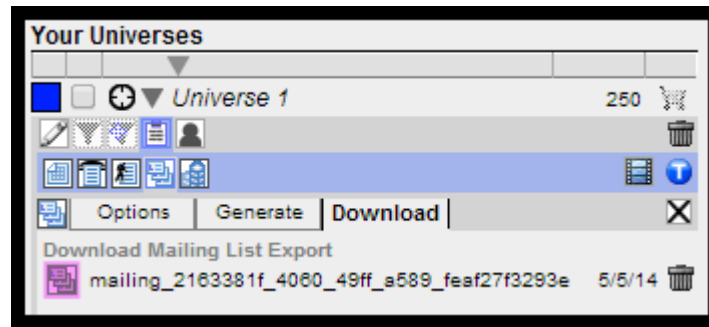 Your Universes
Universe 1 250
T
Options Generate Download X
Download Mailing List Export
mailing_2163381f_4060_49ff_a589_feaf27f3293e 5/5/14